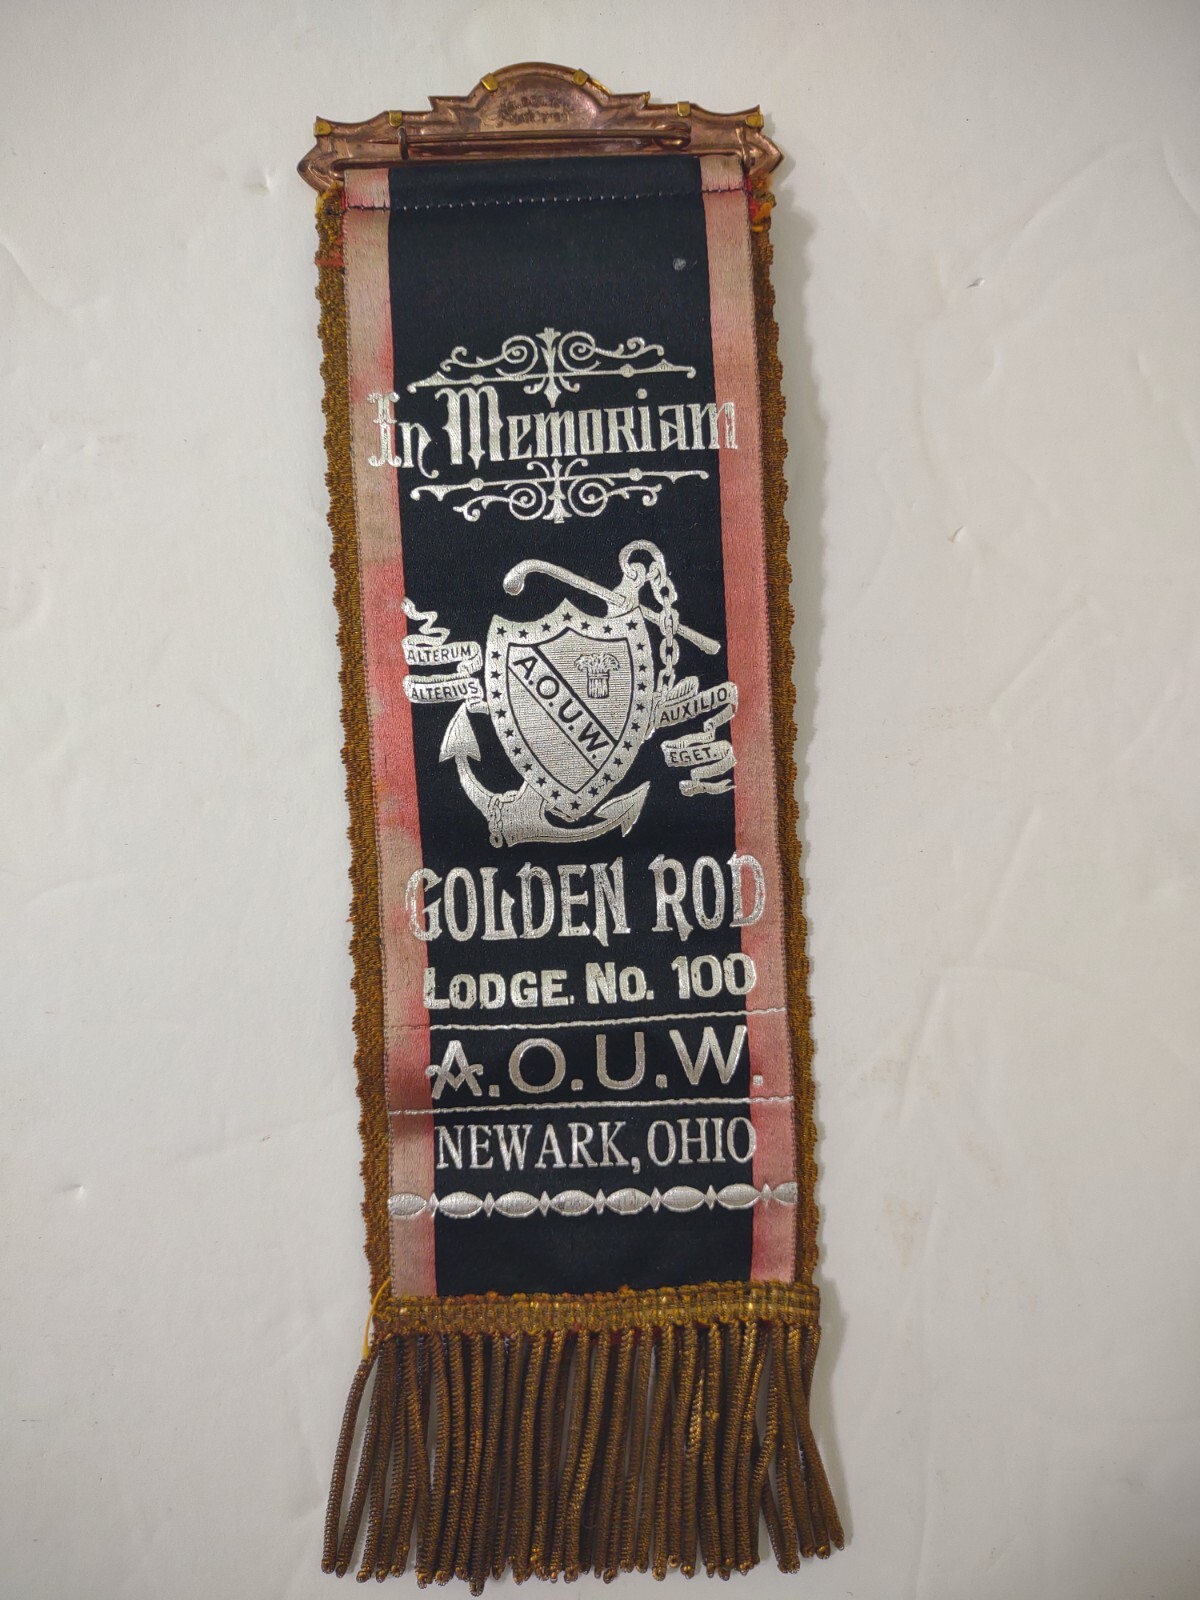 In Memoriam
ALTERUM
ALTERIUS
A.O.U.W.
AUXILIO
EGET.
GOLDEN ROD
LODGE. No. 100
A.O.U.W.
NEWARK, OHIO